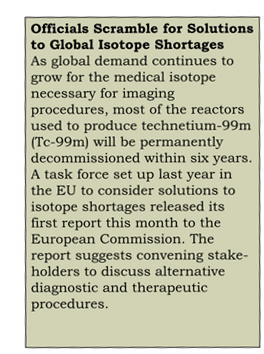 Officials Scramble for Solutions
to Global Isotope Shortages
As global demand continues to
grow for the medical isotope
necessary for imaging
procedures, most of the reactors
used to produce technetium-99m
(Tc-99m) will be permanently
decommissioned within six years.
A task force set up last year in
the EU to consider solutions to
isotope shortages released its
first report this month to the
European Commission. The
report suggests convening stake-
holders to discuss alternative
diagnostic and therapeutic
procedures.